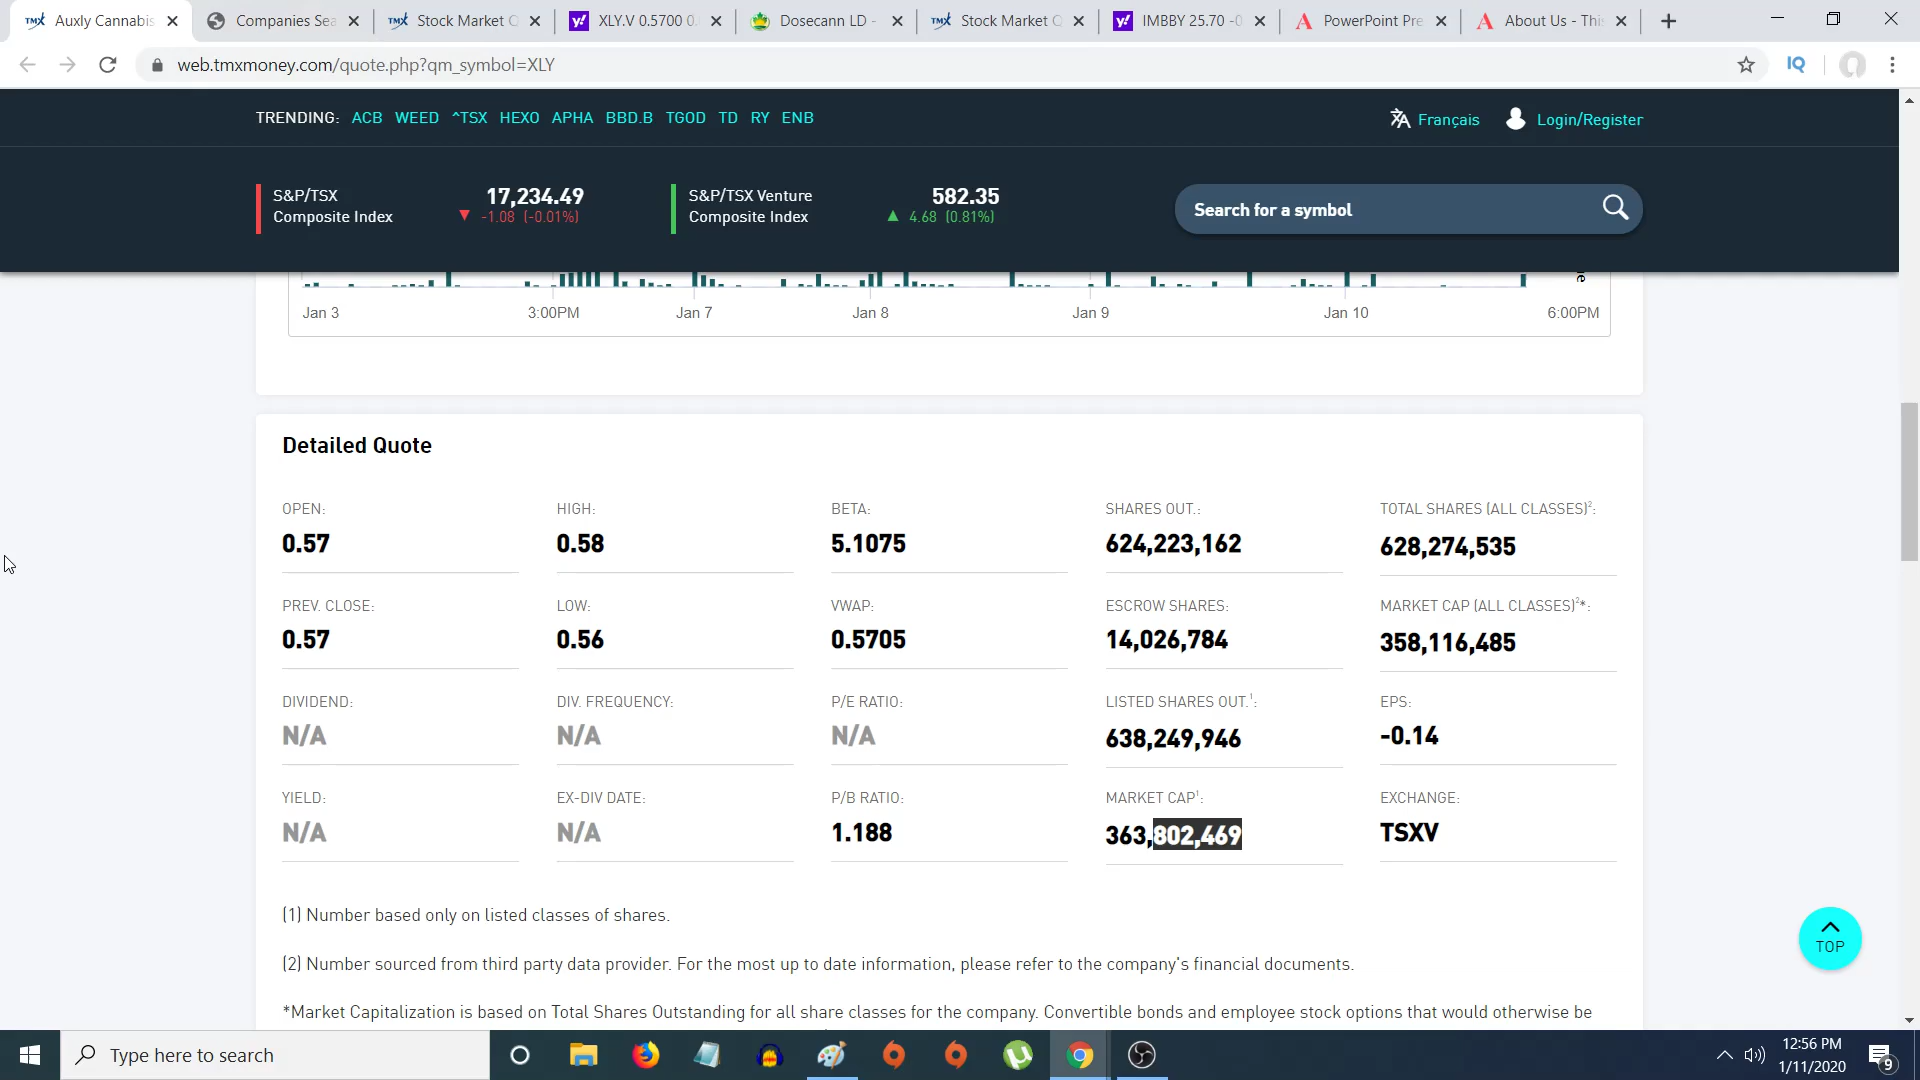 TMX Auxly Cannabis
Companies Sea
TMX Stock Market Q
y! XLY.V 0.5700 0.
Dosecann LD -
TMX Stock Market Q
y! IMBBY 25.70 -0
PowerPoint Pre
About Us - This
web.tmxmoney.com/quote.php?qm_symbol=XLY
IQ
TRENDING: ACB WEED ^TSX HEXO APHA BBD.B TGOD TD RY ENB
Français
Login/Register
S&P/TSX
Composite Index
17,234.49
▼ -1.08 (-0.01%)
S&P/TSX Venture
Composite Index
582.35
▲ 4.68 (0.81%)
Search for a symbol
Jan 3 3:00PM Jan 7 Jan 8 Jan 9 Jan 10 6:00PM
Detailed Quote
OPEN: HIGH: BETA: SHARES OUT.: TOTAL SHARES (ALL CLASSES)²:
0.57 0.58 5.1075 624,223,162 628,274,535
PREV. CLOSE: LOW: VWAP: ESCROW SHARES: MARKET CAP (ALL CLASSES)²*:
0.57 0.56 0.5705 14,026,784 358,116,485
DIVIDEND: DIV. FREQUENCY: P/E RATIO: LISTED SHARES OUT.¹: EPS:
N/A N/A N/A 638,249,946 -0.14
YIELD: EX-DIV DATE: P/B RATIO: MARKET CAP¹: EXCHANGE:
N/A N/A 1.188 363,802,469 TSXV
(1) Number based only on listed classes of shares.
(2) Number sourced from third party data provider. For the most up to date information, please refer to the company's financial documents.
*Market Capitalization is based on Total Shares Outstanding for all share classes for the company. Convertible bonds and employee stock options that would otherwise be
TOP
Type here to search
12:56 PM
1/11/2020
9